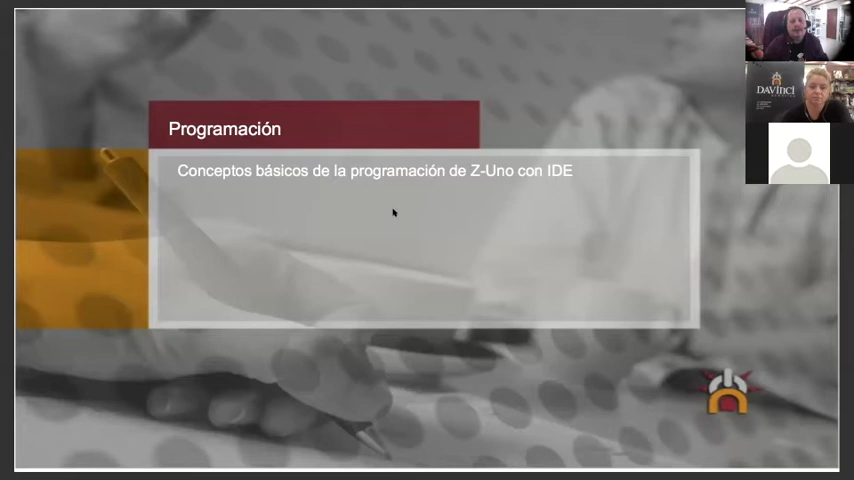 Programación
Conceptos básicos de la programación de Z-Uno con IDE
DAVINCI